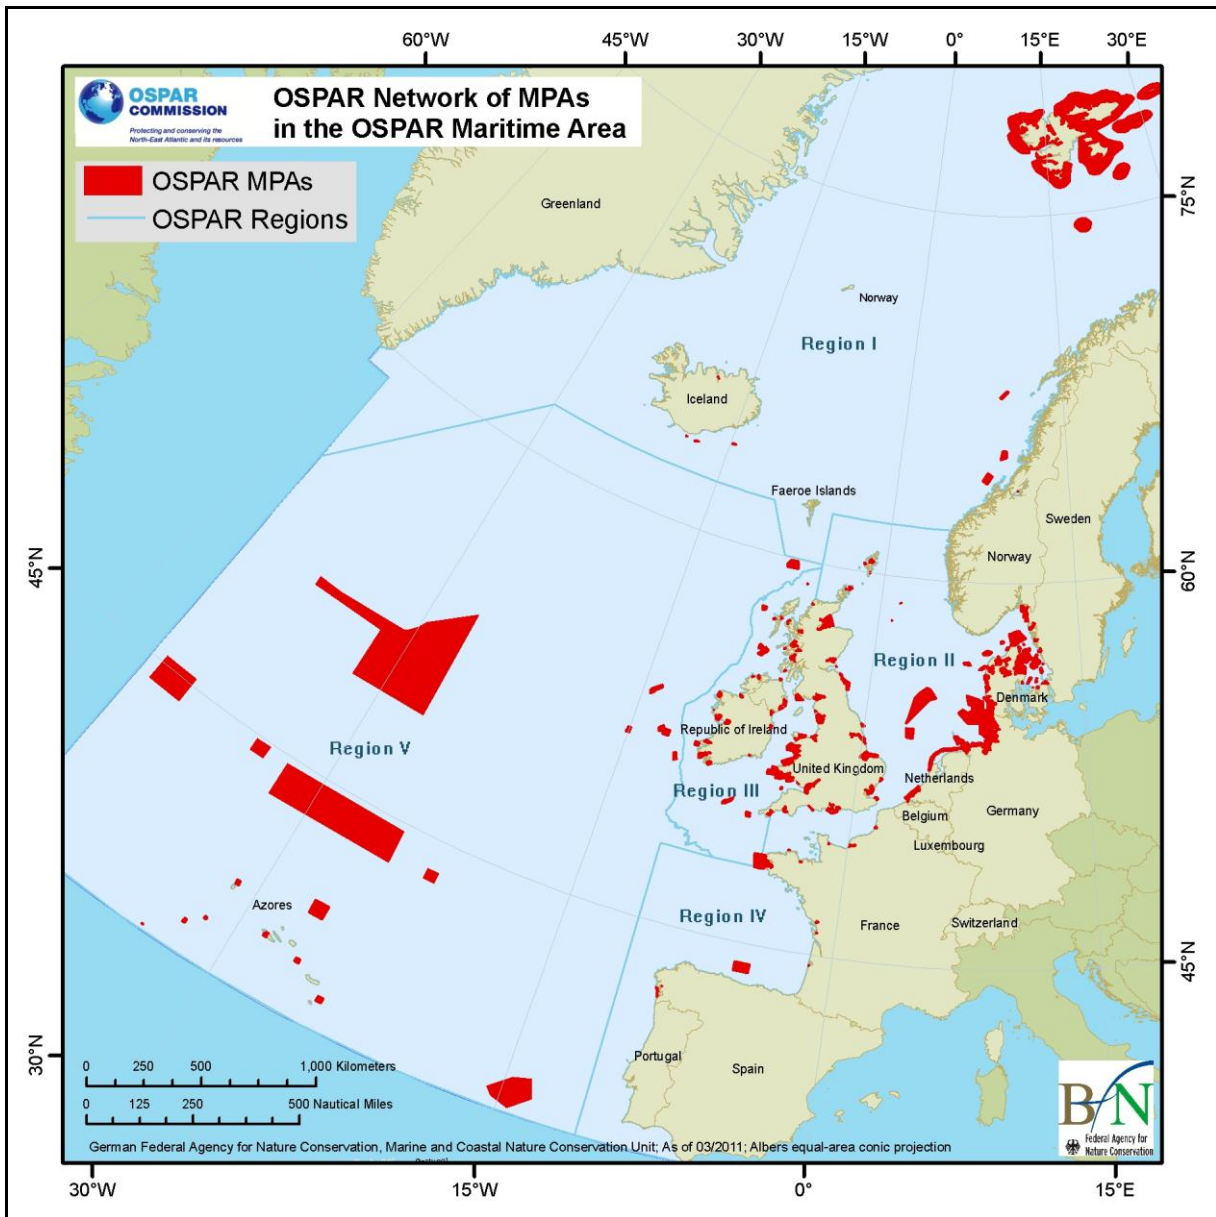 60°W 45°W 30°W 15°W 0° 15°E 30°E
OSPAR
COMMISSION
Protecting and conserving the
North-East Atlantic and its resources
OSPAR Network of MPAs
in the OSPAR Maritime Area
OSPAR MPAs
OSPAR Regions
Greenland
75°N
Norway
Region I
Iceland
Faeroe Islands
Sweden
Norway
45°N
60°N
Region II
Denmark
Republic of Ireland
Region V
United Kingdom
Netherlands
Region III
Germany
Belgium
Luxembourg
Azores
Region IV
France
Switzerland
45°N
30°N
Portugal
Spain
0 250 500 1,000 Kilometers
0 125 250 500 Nautical Miles
BfN
Federal Agency for
Nature Conservation
German Federal Agency for Nature Conservation, Marine and Coastal Nature Conservation Unit; As of 03/2011; Albers equal-area conic projection
30°W 15°W 0° 15°E